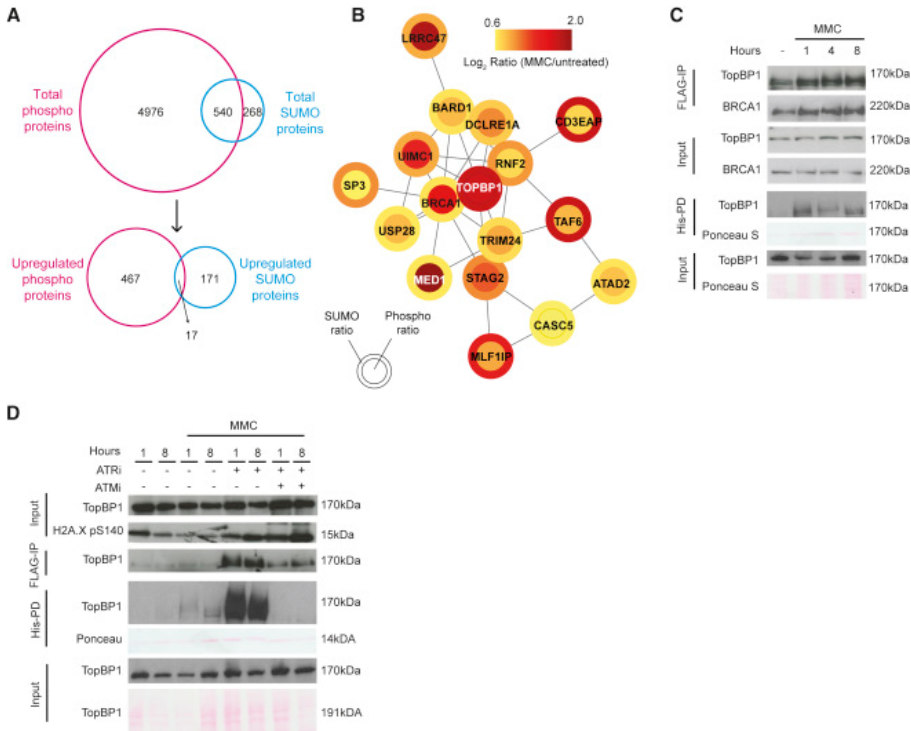 A
Total
phospho
proteins
4976
540
268
Total
SUMO
proteins
Upregulated
phospho
proteins
467
171
Upregulated
SUMO
proteins
17
B
0.6
2.0
Log2 Ratio (MMC/untreated)
LRRC47
BARD1
DCLRE1A
CD3EAP
UIMC1
RNF2
SP3
TOPBP1
BRCA1
USP28
TAF6
TRIM24
MED1
STAG2
ATAD2
CASC5
MLF1IP
SUMO
ratio
Phospho
ratio
C
MMC
Hours - 1 4 8
FLAG-IP
TopBP1 170kDa
BRCA1 220kDa
Input
TopBP1 170kDa
BRCA1 220kDa
His-PD
TopBP1 170kDa
Ponceau S 170kDa
Input
TopBP1 170kDa
Ponceau S 170kDa
D
MMC
Hours 1 8 1 8 1 8 1 8
ATRi - - - - + + + +
ATMi - - - - - - + +
Input
TopBP1 170kDa
H2A.X pS140 15kDa
FLAG-IP
TopBP1 170kDa
His-PD
TopBP1 170kDa
Ponceau 14kDA
Input
TopBP1 170kDa
TopBP1 191kDA